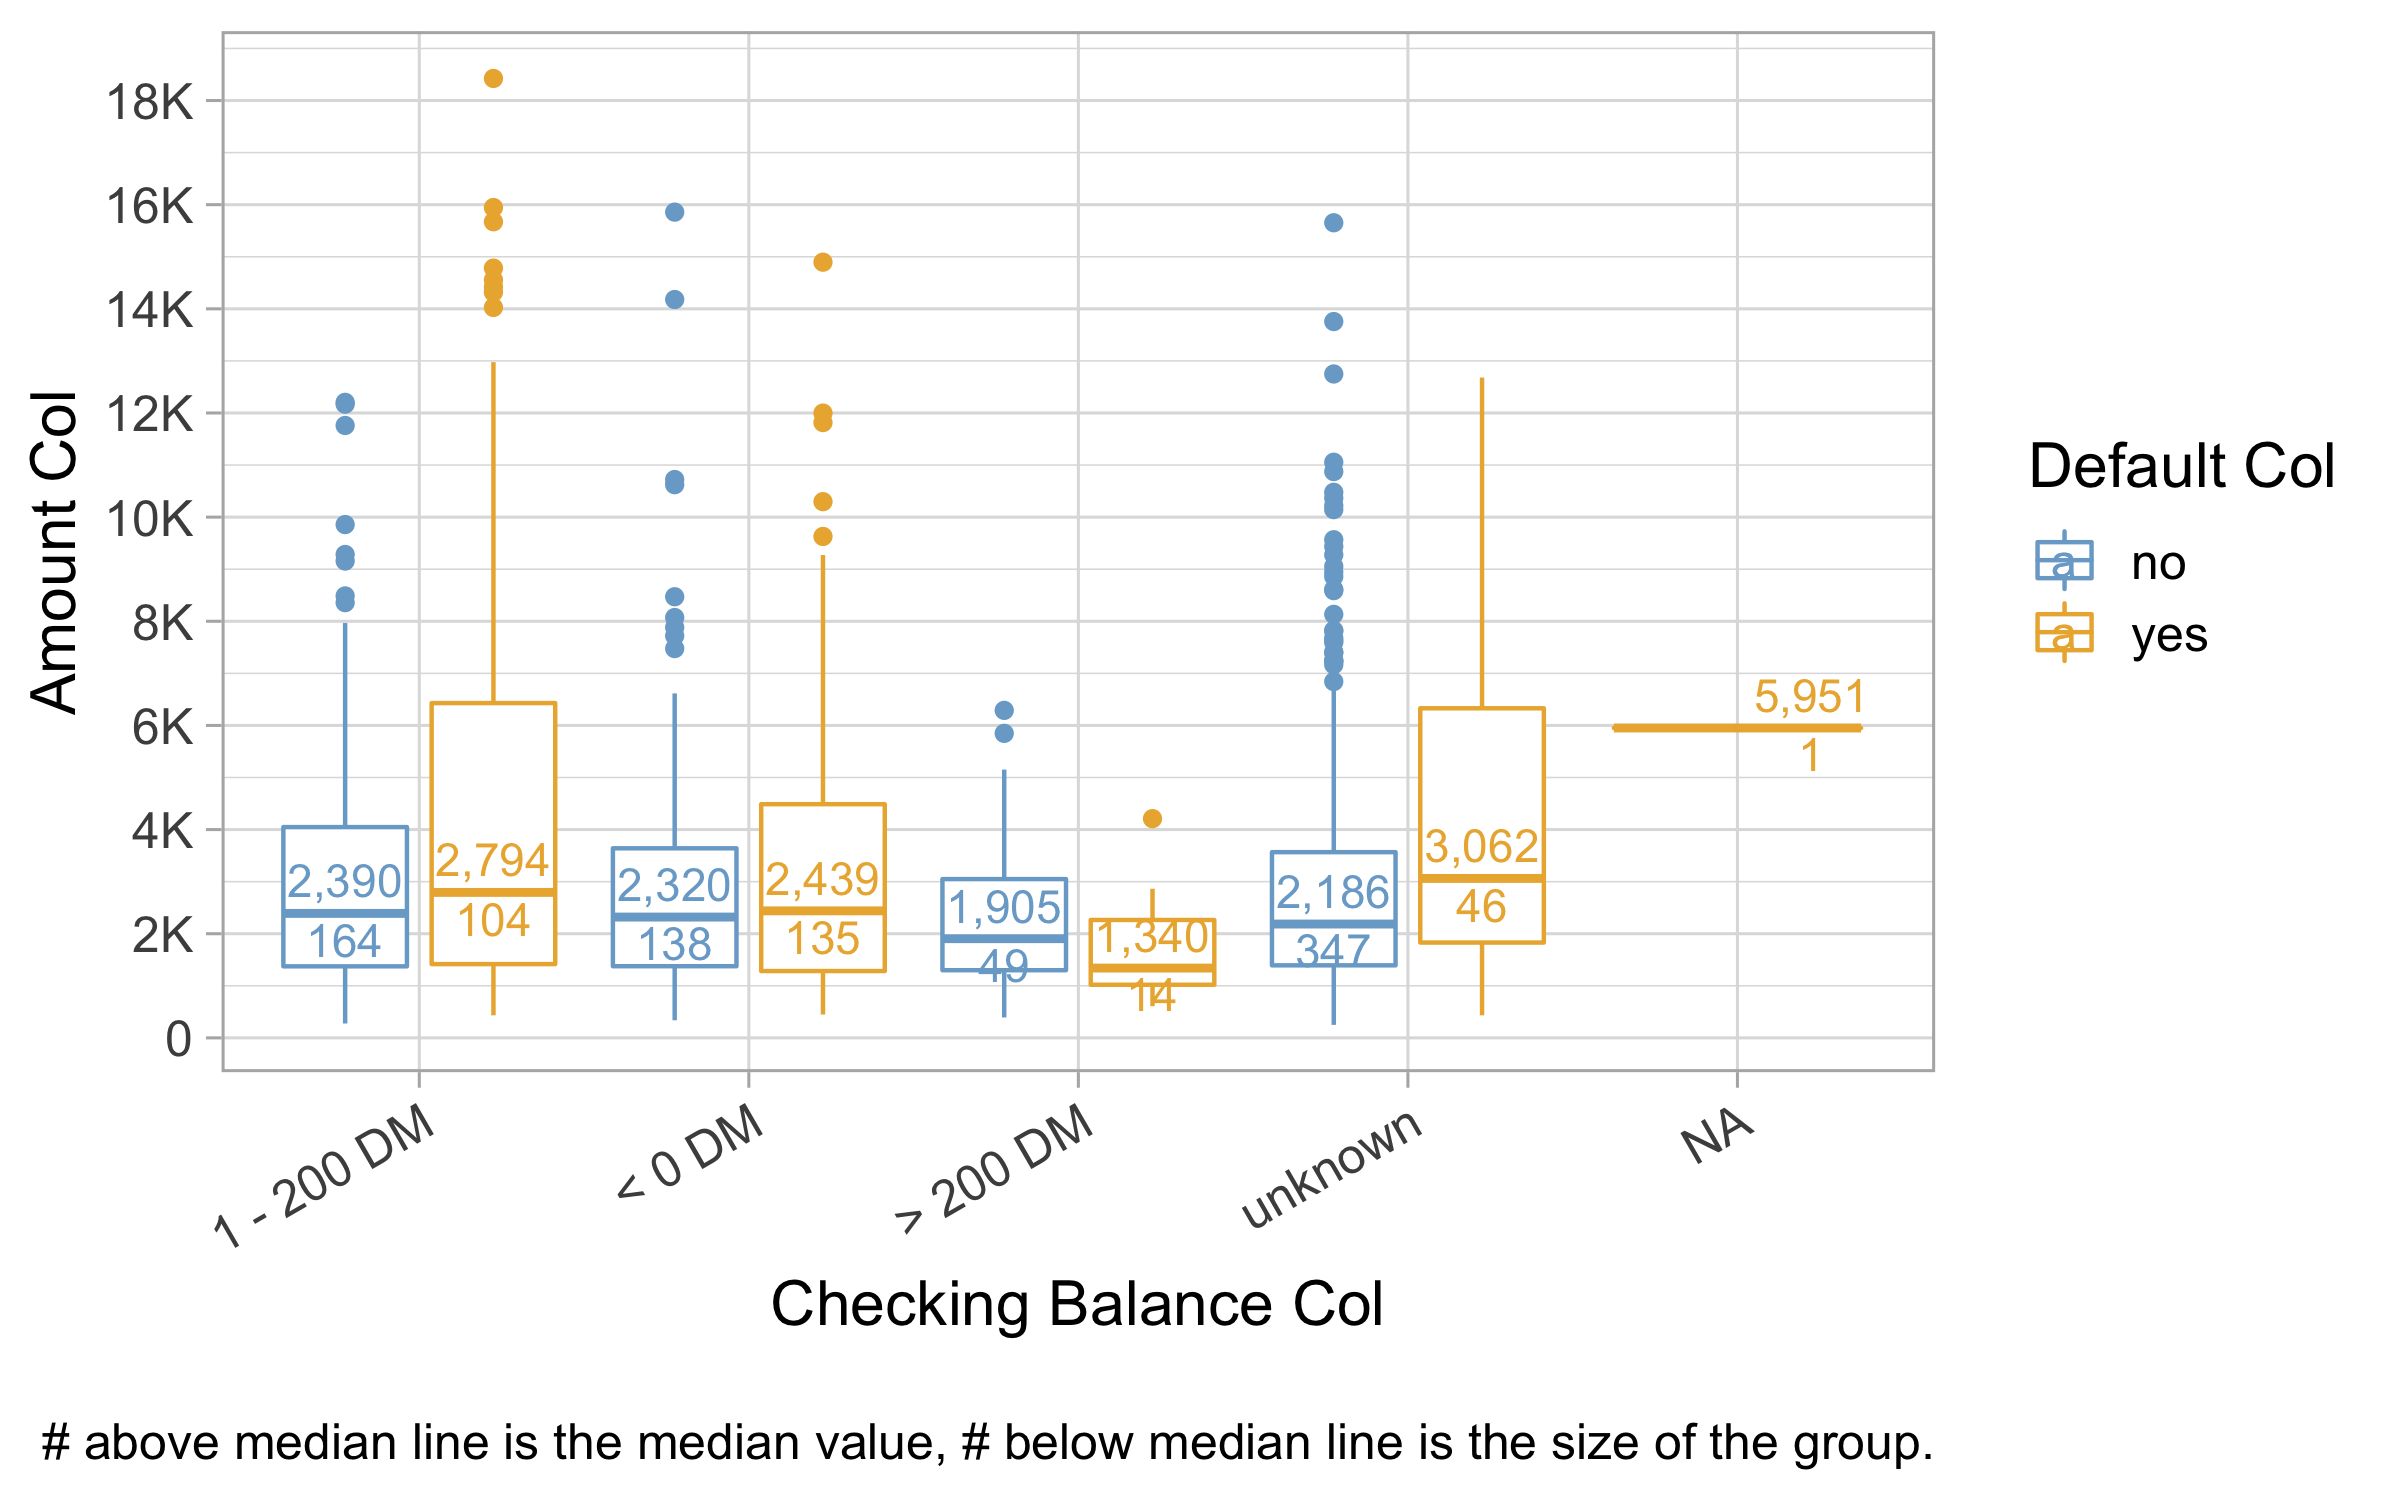 18K
16K
14K
12K
10K
8K
6K
4K
2K
0
Amount Col
2,390
164
2,794
104
2,320
138
2,439
135
1,905
49
1,340
14
2,186
347
3,062
46
5,951
1
Default Col
a no
a yes
1 - 200 DM
< 0 DM
> 200 DM
unknown
NA
Checking Balance Col
# above median line is the median value, # below median line is the size of the group.